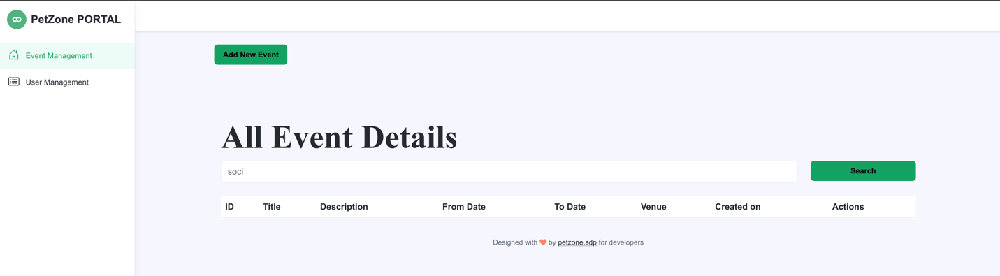 PetZone PORTAL
Event Management
User Management
Add New Event
All Event Details
soci
Search
ID Title Description From Date To Date Venue Created on Actions
Designed with by petzone.sdp for developers